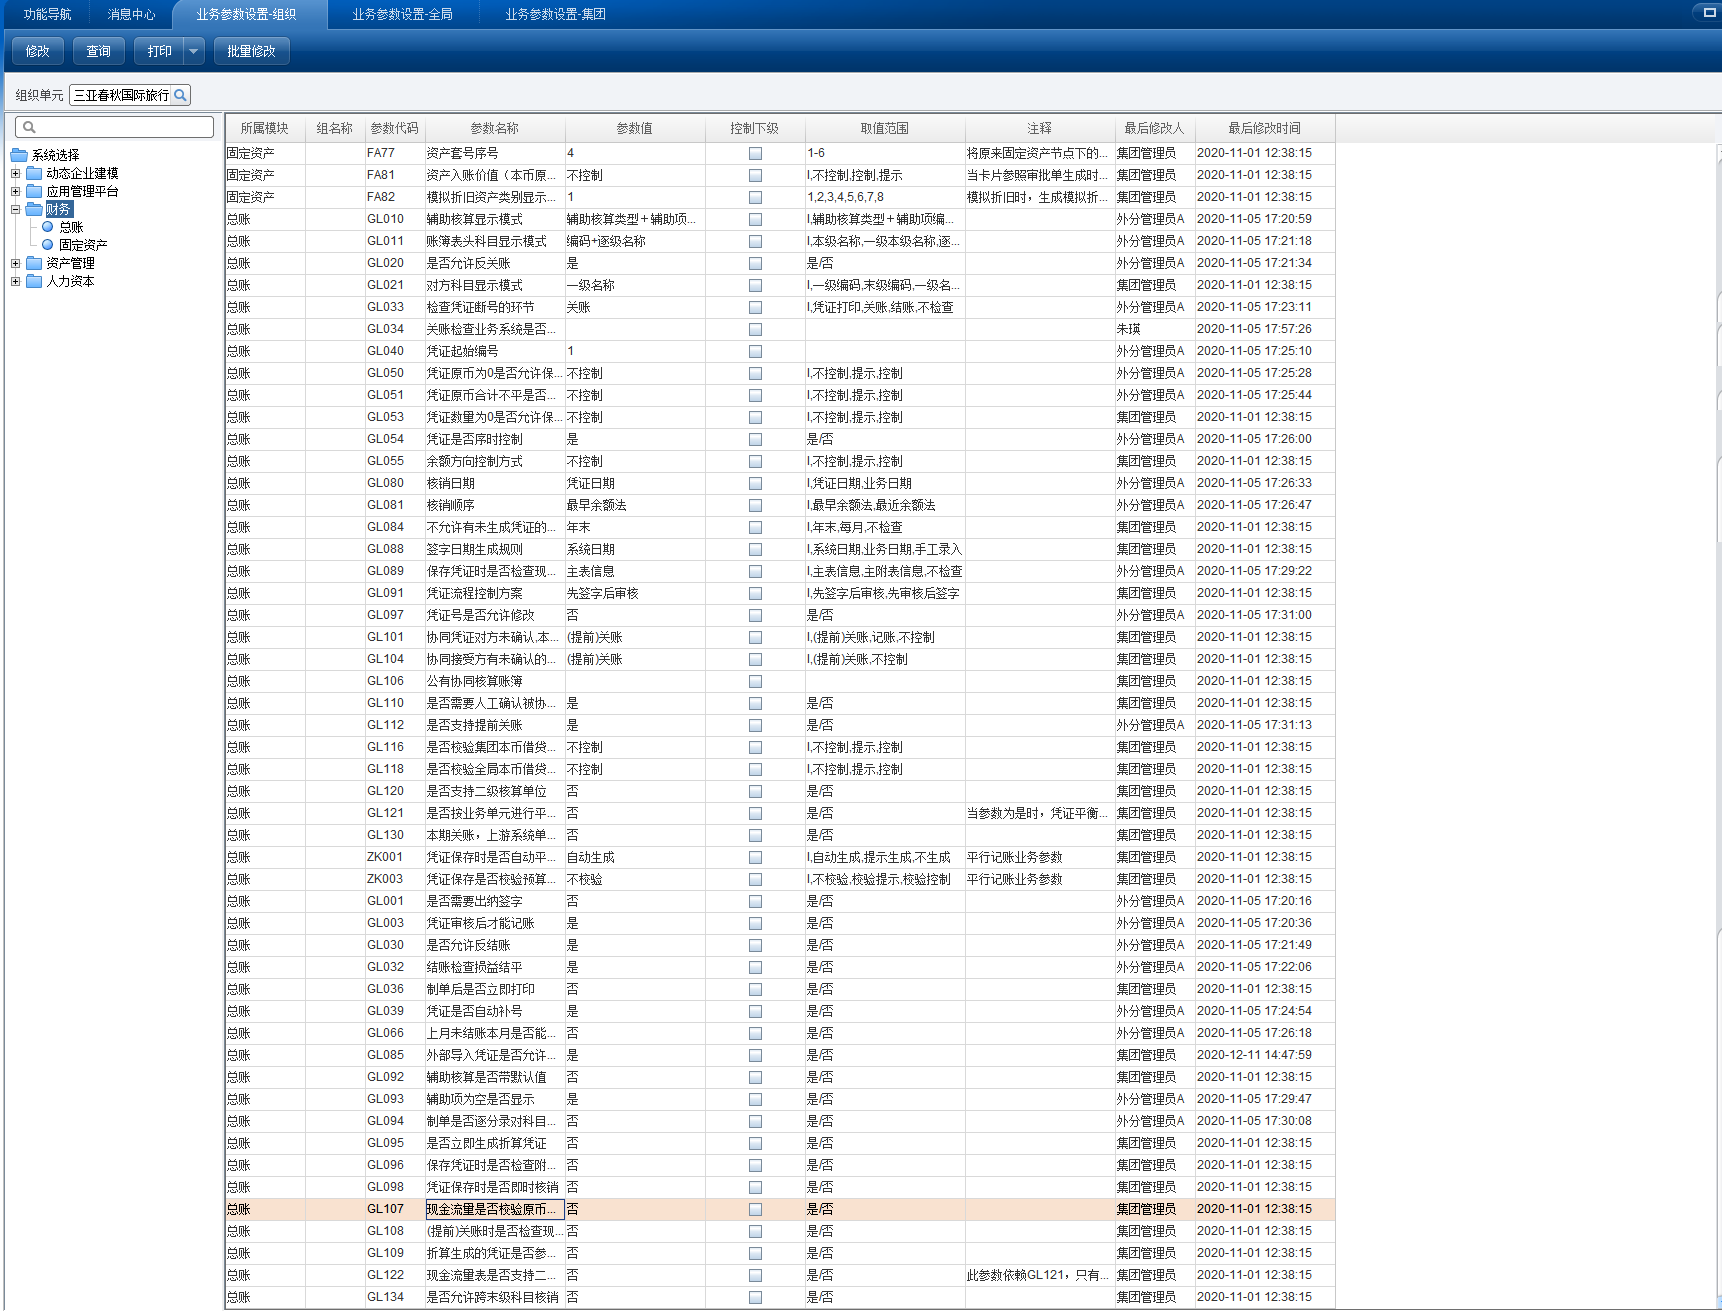 功能导航 消息中心 业务参数设置-组织 业务参数设置-全局 业务参数设置-集团
修改 查询 打印 批量修改
组织单元 三亚春秋国际旅行
系统选择
动态企业建模
应用管理平台
财务
总账
固定资产
资产管理
人力资本
所属模块 组名称 参数代码 参数名称 参数值 控制下级 取值范围 注释 最后修改人 最后修改时间
固定资产 FA77 资产套号序号 4 1-6 将原来固定资产节点下的... 集团管理员 2020-11-01 12:38:15
固定资产 FA81 资产入账价值（本币原... 不控制 I,不控制,控制,提示 当卡片参照审批单生成时... 集团管理员 2020-11-01 12:38:15
固定资产 FA82 模拟折旧资产类别显示... 1 1,2,3,4,5,6,7,8 模拟折旧时，生成模拟折... 集团管理员 2020-11-01 12:38:15
总账 GL010 辅助核算显示模式 辅助核算类型＋辅助项... I,辅助核算类型＋辅助项编... 外分管理员A 2020-11-05 17:20:59
总账 GL011 账簿表头科目显示模式 编码+逐级名称 I,本级名称,一级本级名称,逐... 外分管理员A 2020-11-05 17:21:18
总账 GL020 是否允许反关账 是 是/否 外分管理员A 2020-11-05 17:21:34
总账 GL021 对方科目显示模式 一级名称 I,一级编码,末级编码,一级名... 集团管理员 2020-11-01 12:38:15
总账 GL033 检查凭证断号的环节 关账 I,凭证打印,关账,结账,不检查 外分管理员A 2020-11-05 17:23:11
总账 GL034 关账检查业务系统是否... 朱瑛 2020-11-05 17:57:26
总账 GL040 凭证起始编号 1 外分管理员A 2020-11-05 17:25:10
总账 GL050 凭证原币为0是否允许保... 不控制 I,不控制,提示,控制 外分管理员A 2020-11-05 17:25:28
总账 GL051 凭证原币合计不平是否... 不控制 I,不控制,提示,控制 外分管理员A 2020-11-05 17:25:44
总账 GL053 凭证数量为0是否允许保... 不控制 I,不控制,提示,控制 集团管理员 2020-11-01 12:38:15
总账 GL054 凭证是否序时控制 是 是/否 外分管理员A 2020-11-05 17:26:00
总账 GL055 余额方向控制方式 不控制 I,不控制,提示,控制 集团管理员 2020-11-01 12:38:15
总账 GL080 核销日期 凭证日期 I,凭证日期,业务日期 外分管理员A 2020-11-05 17:26:33
总账 GL081 核销顺序 最早余额法 I,最早余额法,最近余额法 外分管理员A 2020-11-05 17:26:47
总账 GL084 不允许有未生成凭证的... 年末 I,年末,每月,不检查 集团管理员 2020-11-01 12:38:15
总账 GL088 签字日期生成规则 系统日期 I,系统日期,业务日期,手工录入 集团管理员 2020-11-01 12:38:15
总账 GL089 保存凭证时是否检查现... 主表信息 I,主表信息,主附表信息,不检查 外分管理员A 2020-11-05 17:29:22
总账 GL091 凭证流程控制方案 先签字后审核 I,先签字后审核,先审核后签字 集团管理员 2020-11-01 12:38:15
总账 GL097 凭证号是否允许修改 否 是/否 外分管理员A 2020-11-05 17:31:00
总账 GL101 协同凭证对方未确认,本... (提前)关账 I,(提前)关账,记账,不控制 集团管理员 2020-11-01 12:38:15
总账 GL104 协同接受方有未确认的... (提前)关账 I,(提前)关账,不控制 集团管理员 2020-11-01 12:38:15
总账 GL106 公有协同核算账簿 集团管理员 2020-11-01 12:38:15
总账 GL110 是否需要人工确认被协... 是 是/否 集团管理员 2020-11-01 12:38:15
总账 GL112 是否支持提前关账 是 是/否 外分管理员A 2020-11-05 17:31:13
总账 GL116 是否校验集团本币借贷... 不控制 I,不控制,提示,控制 集团管理员 2020-11-01 12:38:15
总账 GL118 是否校验全局本币借贷... 不控制 I,不控制,提示,控制 集团管理员 2020-11-01 12:38:15
总账 GL120 是否支持二级核算单位 否 是/否 集团管理员 2020-11-01 12:38:15
总账 GL121 是否按业务单元进行平... 否 是/否 当参数为是时，凭证平衡... 集团管理员 2020-11-01 12:38:15
总账 GL130 本期关账，上游系统单... 否 是/否 集团管理员 2020-11-01 12:38:15
总账 ZK001 凭证保存时是否自动平... 自动生成 I,自动生成,提示生成,不生成 平行记账业务参数 集团管理员 2020-11-01 12:38:15
总账 ZK003 凭证保存是否校验预算... 不校验 I,不校验,校验提示,校验控制 平行记账业务参数 集团管理员 2020-11-01 12:38:15
总账 GL001 是否需要出纳签字 否 是/否 外分管理员A 2020-11-05 17:20:16
总账 GL003 凭证审核后才能记账 是 是/否 外分管理员A 2020-11-05 17:20:36
总账 GL030 是否允许反结账 是 是/否 外分管理员A 2020-11-05 17:21:49
总账 GL032 结账检查损益结平 是 是/否 外分管理员A 2020-11-05 17:22:06
总账 GL036 制单后是否立即打印 否 是/否 集团管理员 2020-11-01 12:38:15
总账 GL039 凭证是否自动补号 是 是/否 外分管理员A 2020-11-05 17:24:54
总账 GL066 上月未结账本月是否能... 否 是/否 外分管理员A 2020-11-05 17:26:18
总账 GL085 外部导入凭证是否允许... 是 是/否 集团管理员 2020-12-11 14:47:59
总账 GL092 辅助核算是否带默认值 否 是/否 集团管理员 2020-11-01 12:38:15
总账 GL093 辅助项为空是否显示 是 是/否 外分管理员A 2020-11-05 17:29:47
总账 GL094 制单是否逐分录对科目... 否 是/否 外分管理员A 2020-11-05 17:30:08
总账 GL095 是否立即生成折算凭证 否 是/否 集团管理员 2020-11-01 12:38:15
总账 GL096 保存凭证时是否检查附... 否 是/否 集团管理员 2020-11-01 12:38:15
总账 GL098 凭证保存时是否即时核销 否 是/否 集团管理员 2020-11-01 12:38:15
总账 GL107 现金流量是否校验原币... 否 是/否 集团管理员 2020-11-01 12:38:15
总账 GL108 (提前)关账时是否检查现... 否 是/否 集团管理员 2020-11-01 12:38:15
总账 GL109 折算生成的凭证是否参... 否 是/否 集团管理员 2020-11-01 12:38:15
总账 GL122 现金流量表是否支持二... 否 是/否 此参数依赖GL121，只有... 集团管理员 2020-11-01 12:38:15
总账 GL134 是否允许跨末级科目核销 否 是/否 集团管理员 2020-11-01 12:38:15